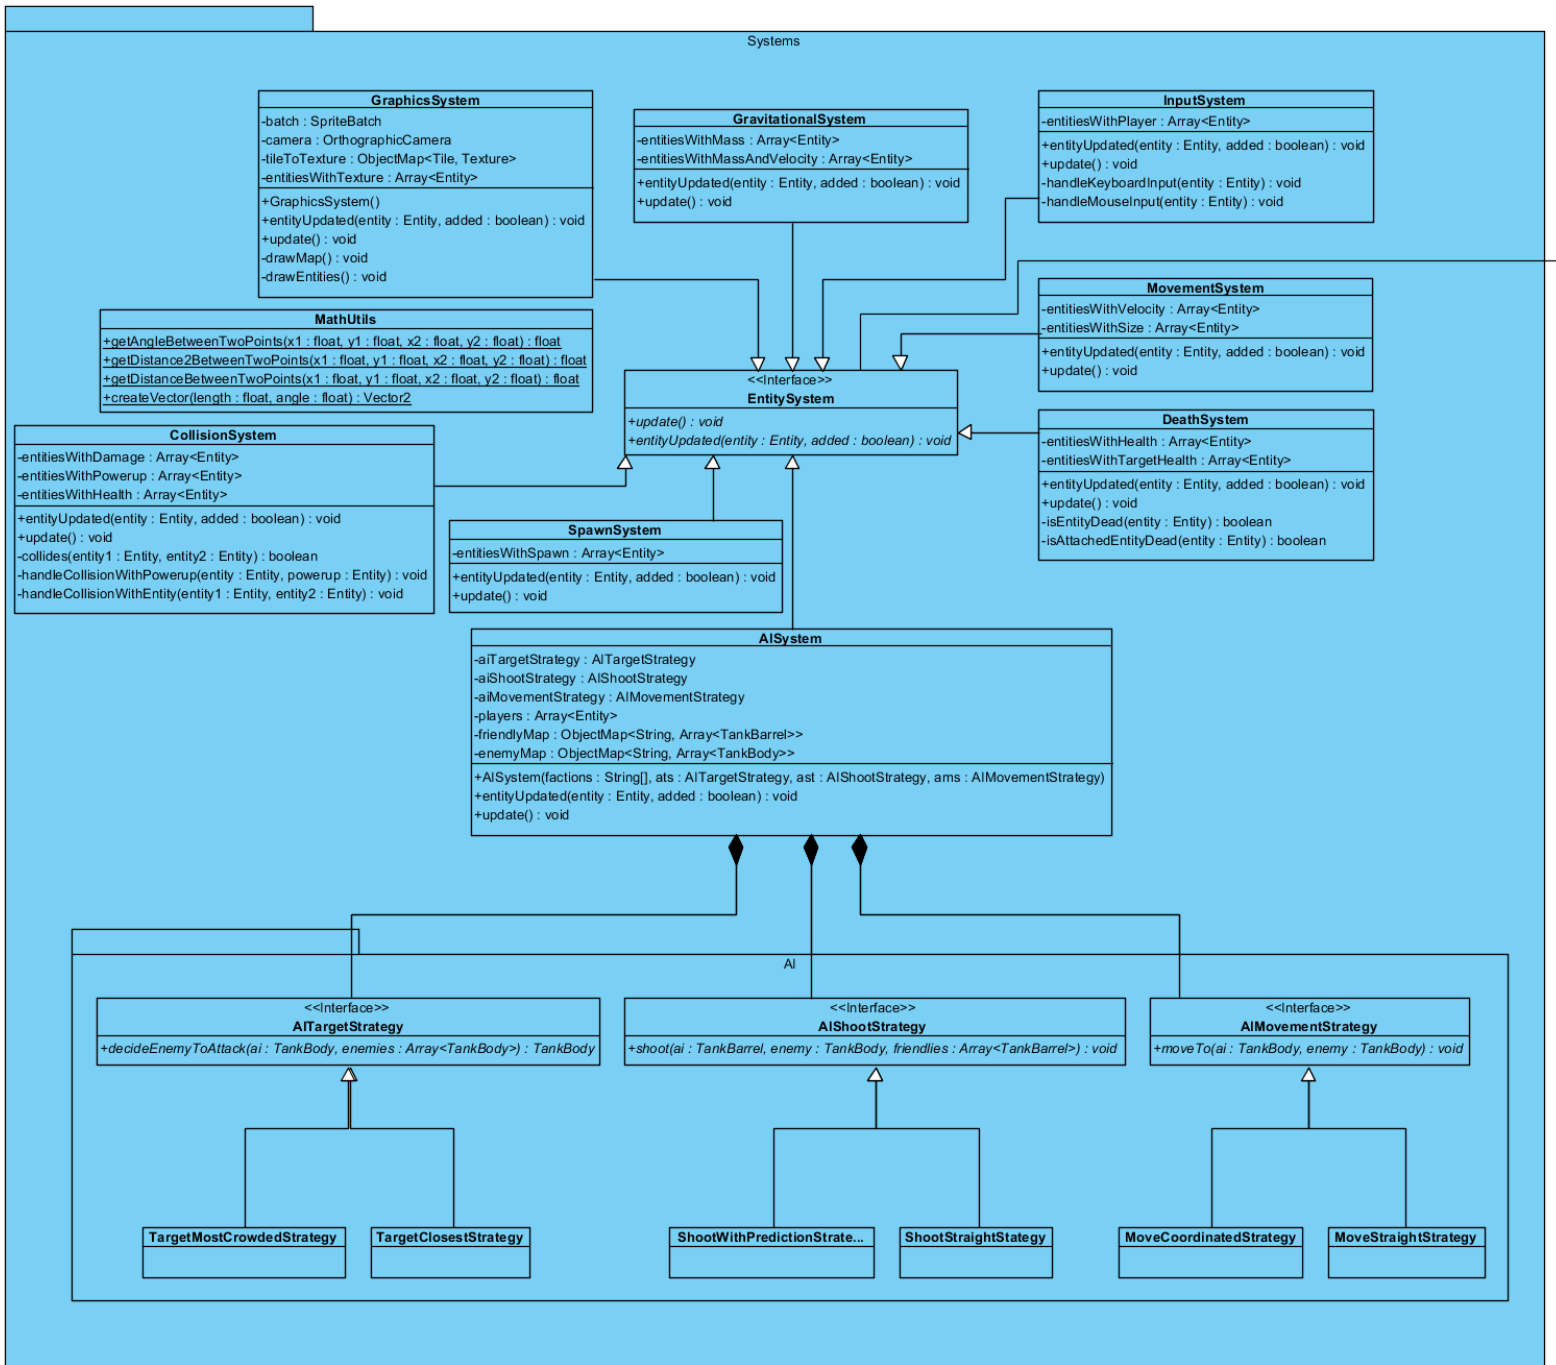 Systems
GraphicsSystem
-batch : SpriteBatch
-camera : OrthographicCamera
-tileToTexture : ObjectMap<Tile, Texture>
-entitiesWithTexture : Array<Entity>
+GraphicsSystem()
+entityUpdated(entity : Entity, added : boolean) : void
+update() : void
-drawMap() : void
-drawEntities() : void
GravitationalSystem
-entitiesWithMass : Array<Entity>
-entitiesWithMassAndVelocity : Array<Entity>
+entityUpdated(entity : Entity, added : boolean) : void
+update() : void
InputSystem
-entitiesWithPlayer : Array<Entity>
+entityUpdated(entity : Entity, added : boolean) : void
+update() : void
-handleKeyboardInput(entity : Entity) : void
-handleMouseInput(entity : Entity) : void
MathUtils
+getAngleBetweenTwoPoints(x1 : float, y1 : float, x2 : float, y2 : float) : float
+getDistance2BetweenTwoPoints(x1 : float, y1 : float, x2 : float, y2 : float) : float
+getDistanceBetweenTwoPoints(x1 : float, y1 : float, x2 : float, y2 : float) : float
+createVector(length : float, angle : float) : Vector2
MovementSystem
-entitiesWithVelocity : Array<Entity>
-entitiesWithSize : Array<Entity>
+entityUpdated(entity : Entity, added : boolean) : void
+update() : void
<<Interface>>
EntitySystem
+update() : void
+entityUpdated(entity : Entity, added : boolean) : void
CollisionSystem
-entitiesWithDamage : Array<Entity>
-entitiesWithPowerup : Array<Entity>
-entitiesWithHealth : Array<Entity>
+entityUpdated(entity : Entity, added : boolean) : void
+update() : void
-collides(entity1 : Entity, entity2 : Entity) : boolean
-handleCollisionWithPowerup(entity : Entity, powerup : Entity) : void
-handleCollisionWithEntity(entity1 : Entity, entity2 : Entity) : void
DeathSystem
-entitiesWithHealth : Array<Entity>
-entitiesWithTargetHealth : Array<Entity>
+entityUpdated(entity : Entity, added : boolean) : void
+update() : void
-isEntityDead(entity : Entity) : boolean
-isAttachedEntityDead(entity : Entity) : boolean
SpawnSystem
-entitiesWithSpawn : Array<Entity>
+entityUpdated(entity : Entity, added : boolean) : void
+update() : void
AISystem
-aiTargetStrategy : AITargetStrategy
-aiShootStrategy : AIShootStrategy
-aiMovementStrategy : AIMovementStrategy
-players : Array<Entity>
-friendlyMap : ObjectMap<String, Array<TankBarrel>>
-enemyMap : ObjectMap<String, Array<TankBody>>
+AISystem(factions : String[], ats : AITargetStrategy, ast : AIShootStrategy, ams : AIMovementStrategy)
+entityUpdated(entity : Entity, added : boolean) : void
+update() : void
AI
<<Interface>>
AITargetStrategy
+decideEnemyToAttack(ai : TankBody, enemies : Array<TankBody>) : TankBody
<<Interface>>
AIShootStrategy
+shoot(ai : TankBarrel, enemy : TankBody, friendlies : Array<TankBarrel>) : void
<<Interface>>
AIMovementStrategy
+moveTo(ai : TankBody, enemy : TankBody) : void
TargetMostCrowdedStrategy
TargetClosestStrategy
ShootWithPredictionStrate...
ShootStraightStategy
MoveCoordinatedStrategy
MoveStraightStrategy